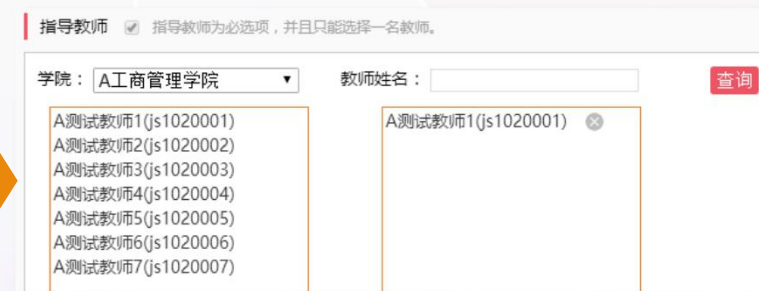 指导教师 指导教师为必选项，并且只能选择一名教师。
学院： A工商管理学院 教师姓名： 查询
A测试教师1(js1020001) A测试教师1(js1020001)
A测试教师2(js1020002)
A测试教师3(js1020003)
A测试教师4(js1020004)
A测试教师5(js1020005)
A测试教师6(js1020006)
A测试教师7(js1020007)